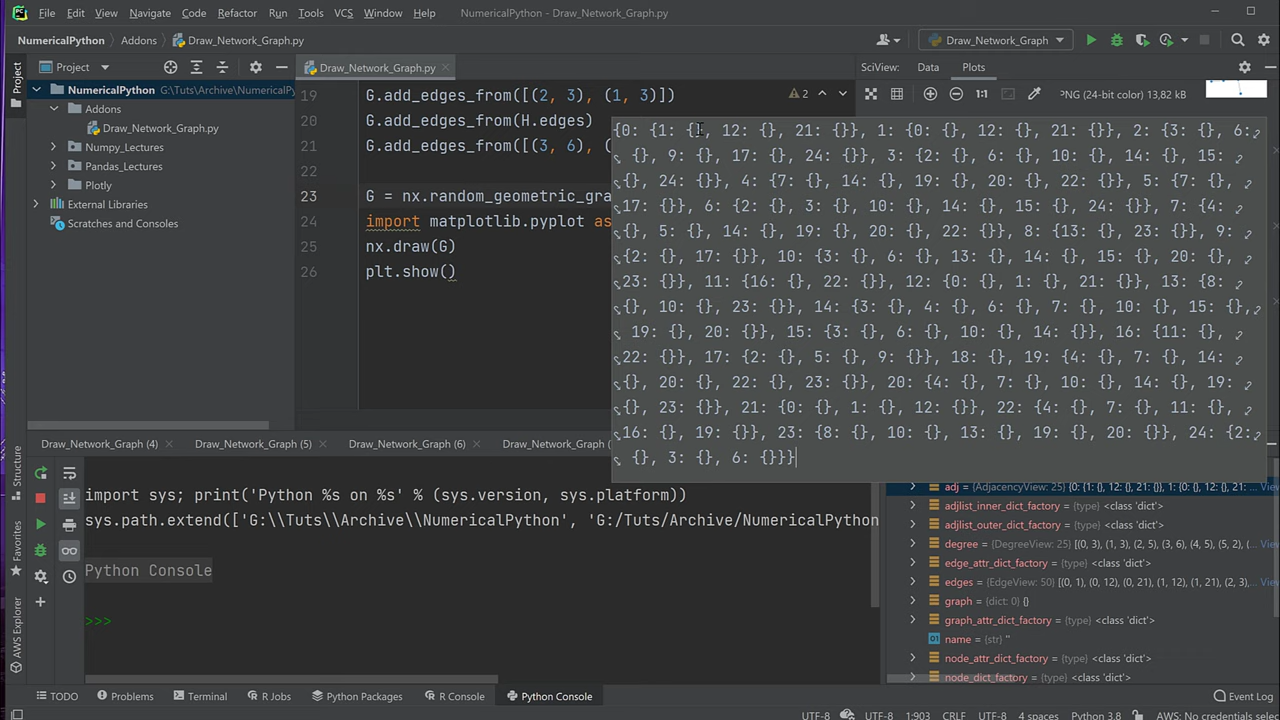 File Edit View Navigate Code Refactor Run Tools VCS Window Help NumericalPython - Draw_Network_Graph.py
NumericalPython Addons Draw_Network_Graph.py Draw_Network_Graph
Project Draw_Network_Graph.py SciView: Data Plots
Project
NumericalPython G:\Tuts\Archive\NumericalPy
Addons
Draw_Network_Graph.py
Numpy_Lectures
Pandas_Lectures
Plotly
External Libraries
Scratches and Consoles
2
1:1 PNG (24-bit color) 13,82 kB
19 G.add_edges_from([(2, 3), (1, 3)])
20 G.add_edges_from(H.edges)
21 G.add_edges_from([(3, 6), (
22
23 G = nx.random_geometric_gra
24 import matplotlib.pyplot as
25 nx.draw(G)
26 plt.show()
{0: {1: {}, 12: {}, 21: {}}, 1: {0: {}, 12: {}, 21: {}}, 2: {3: {}, 6:
{}, 9: {}, 17: {}, 24: {}}, 3: {2: {}, 6: {}, 10: {}, 14: {}, 15:
{}, 24: {}}, 4: {7: {}, 14: {}, 19: {}, 20: {}, 22: {}}, 5: {7: {},
17: {}}, 6: {2: {}, 3: {}, 10: {}, 14: {}, 15: {}, 24: {}}, 7: {4:
{}, 5: {}, 14: {}, 19: {}, 20: {}, 22: {}}, 8: {13: {}, 23: {}}, 9:
{2: {}, 17: {}}, 10: {3: {}, 6: {}, 13: {}, 14: {}, 15: {}, 20: {},
23: {}}, 11: {16: {}, 22: {}}, 12: {0: {}, 1: {}, 21: {}}, 13: {8:
{}, 10: {}, 23: {}}, 14: {3: {}, 4: {}, 6: {}, 7: {}, 10: {}, 15: {},
19: {}, 20: {}}, 15: {3: {}, 6: {}, 10: {}, 14: {}}, 16: {11: {},
22: {}}, 17: {2: {}, 5: {}, 9: {}}, 18: {}, 19: {4: {}, 7: {}, 14:
{}, 20: {}, 22: {}, 23: {}}, 20: {4: {}, 7: {}, 10: {}, 14: {}, 19:
{}, 23: {}}, 21: {0: {}, 1: {}, 12: {}}, 22: {4: {}, 7: {}, 11: {},
16: {}, 19: {}}, 23: {8: {}, 10: {}, 13: {}, 19: {}, 20: {}}, 24: {2:
{}, 3: {}, 6: {}}}
Draw_Network_Graph (4) Draw_Network_Graph (5) Draw_Network_Graph (6) Draw_Network_Graph (7)
import sys; print('Python %s on %s' % (sys.version, sys.platform))
sys.path.extend(['G:\\Tuts\\Archive\\NumericalPython', 'G:/Tuts/Archive/NumericalPython
Python Console
>>>
adj = {AdjacencyView: 25} {0: {1: {}, 12: {}, 21: {}}, 1: {0: {}, 12: {}, 21: ... View
adjlist_inner_dict_factory = {type} <class 'dict'>
adjlist_outer_dict_factory = {type} <class 'dict'>
degree = {DegreeView: 25} [(0, 3), (1, 3), (2, 5), (3, 6), (4, 5), (5, 2), ... View
edge_attr_dict_factory = {type} <class 'dict'>
edges = {EdgeView: 50} [(0, 1), (0, 12), (0, 21), (1, 12), (1, 21), (2, 3), ... View
graph = {dict: 0} {}
graph_attr_dict_factory = {type} <class 'dict'>
name = {str} ''
node_attr_dict_factory = {type} <class 'dict'>
node_dict_factory = {type} <class 'dict'>
Structure
Favorites
AWS Explorer
TODO Problems Terminal R Jobs Python Packages R Console Python Console Event Log
UTF-8 UTF-8 1:903 CRLF UTF-8 4 spaces Python 3.8 AWS: No credentials selec